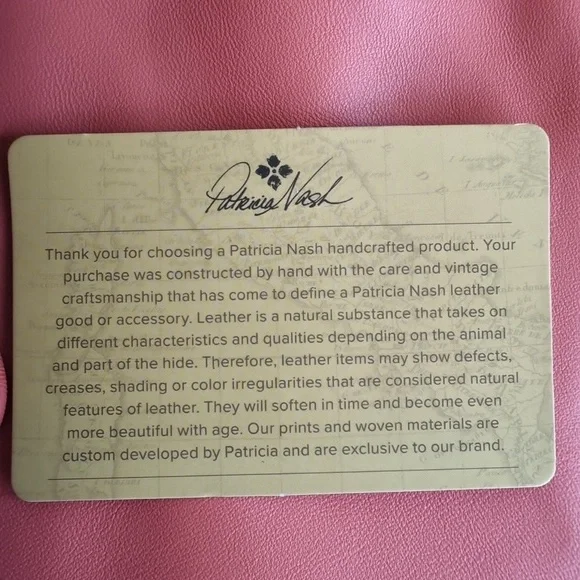 Patricia Nash
Thank you for choosing a Patricia Nash handcrafted product. Your
purchase was constructed by hand with the care and vintage
craftsmanship that has come to define a Patricia Nash leather
good or accessory. Leather is a natural substance that takes on
different characteristics and qualities depending on the animal
and part of the hide. Therefore, leather items may show defects,
creases, shading or color irregularities that are considered natural
features of leather. They will soften in time and become even
more beautiful with age. Our prints and woven materials are
custom developed by Patricia and are exclusive to our brand.